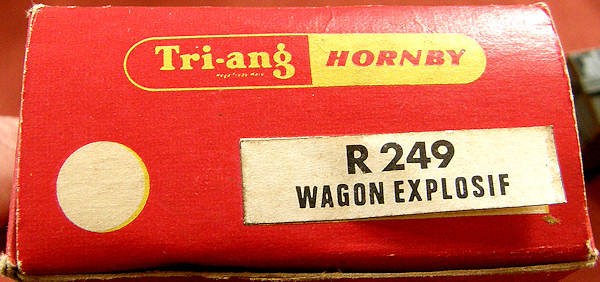 Tri-ang HORNBY
R 249
WAGON EXPLOSIF